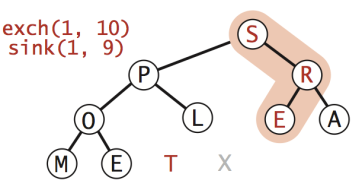 exch(1, 10)
sink(1, 9)
S
P R
O L E A
M E T X